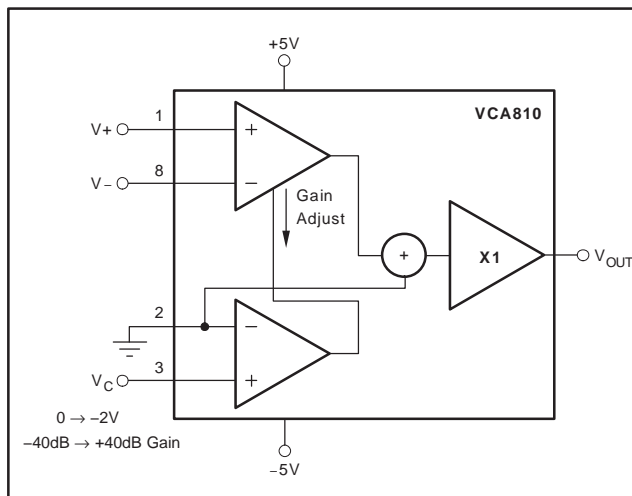 +5V
VCA810
1
V+
+
8
V−
−
Gain
Adjust
+
X1
V_OUT
2
−
3
V_C
+
0 → −2V
−40dB → +40dB Gain
−5V